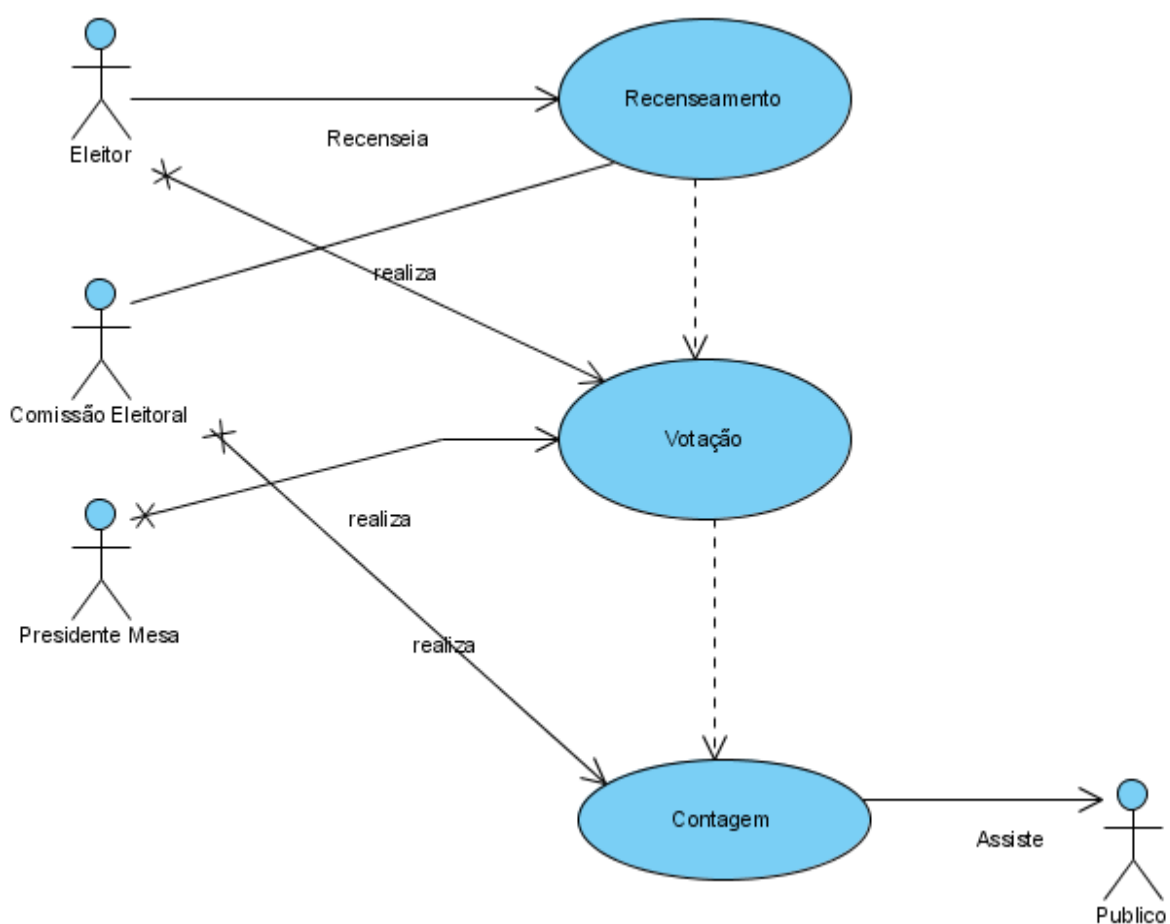 Recenseamento
Recenseia
Eleitor
realiza
Comissão Eleitoral
Votação
realiza
Presidente Mesa
realiza
Contagem
Assiste
Publico